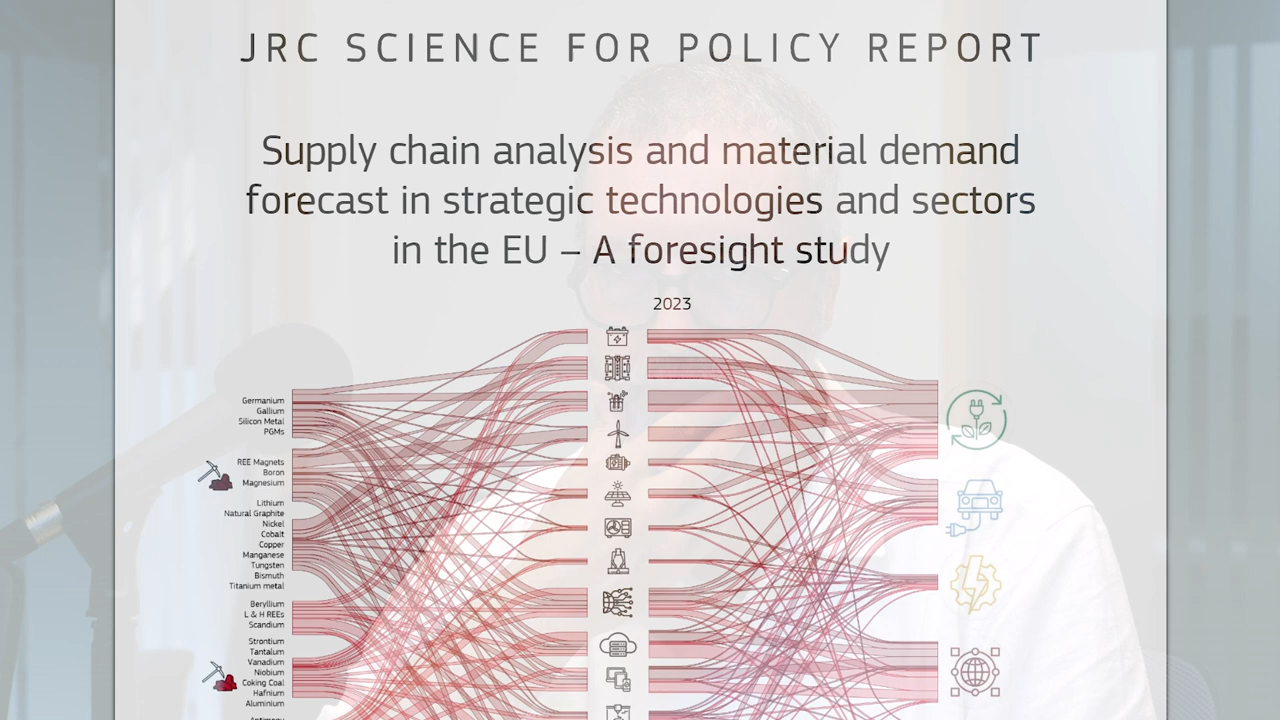 JRC SCIENCE FOR POLICY REPORT
Supply chain analysis and material demand
forecast in strategic technologies and sectors
in the EU – A foresight study
2023
Germanium
Gallium
Silicon Metal
PGMs
REE Magnets
Boron
Magnesium
Lithium
Natural Graphite
Nickel
Cobalt
Copper
Manganese
Tungsten
Bismuth
Titanium metal
Beryllium
L & H REEs
Scandium
Strontium
Tantalum
Vanadium
Niobium
Coking Coal
Hafnium
Aluminium